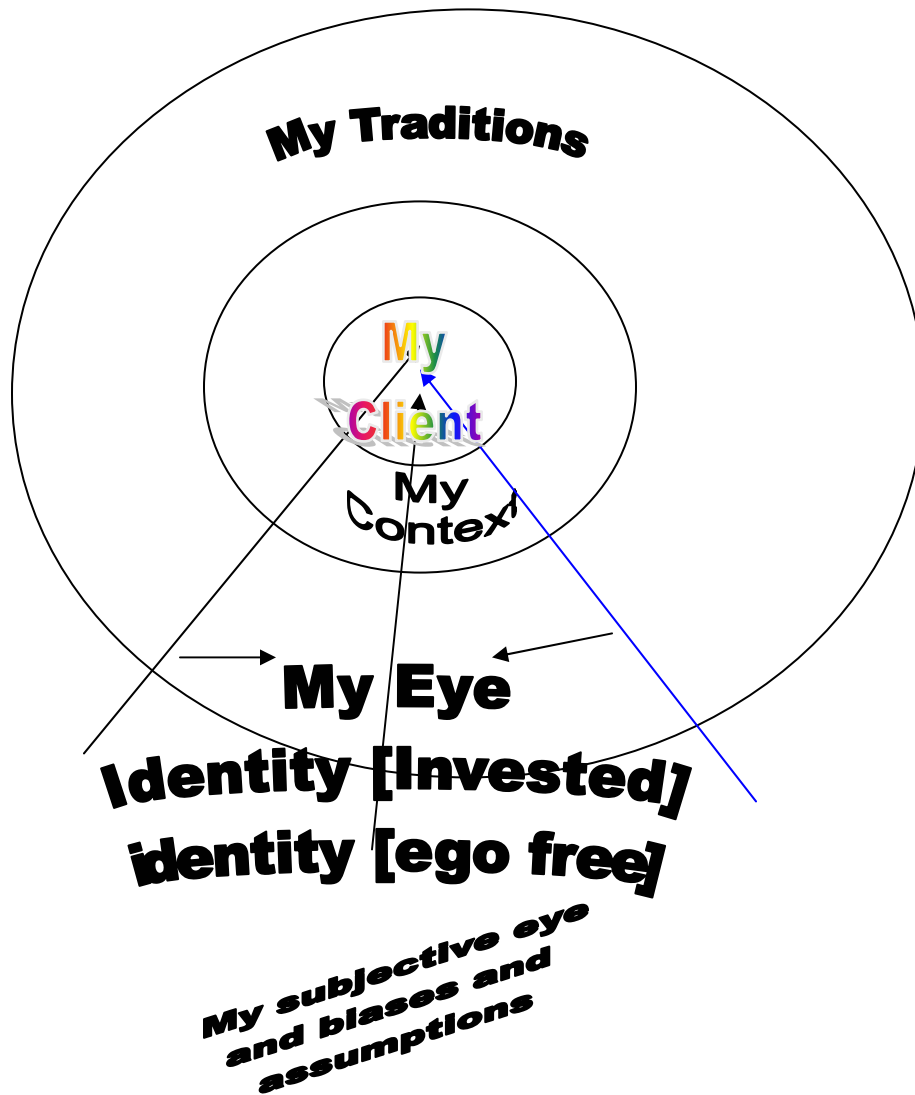 My Traditions
My
Client
My
Context
My Eye
Identity [Invested]
identity [ego free]
My subjective eye
and biases and
assumptions